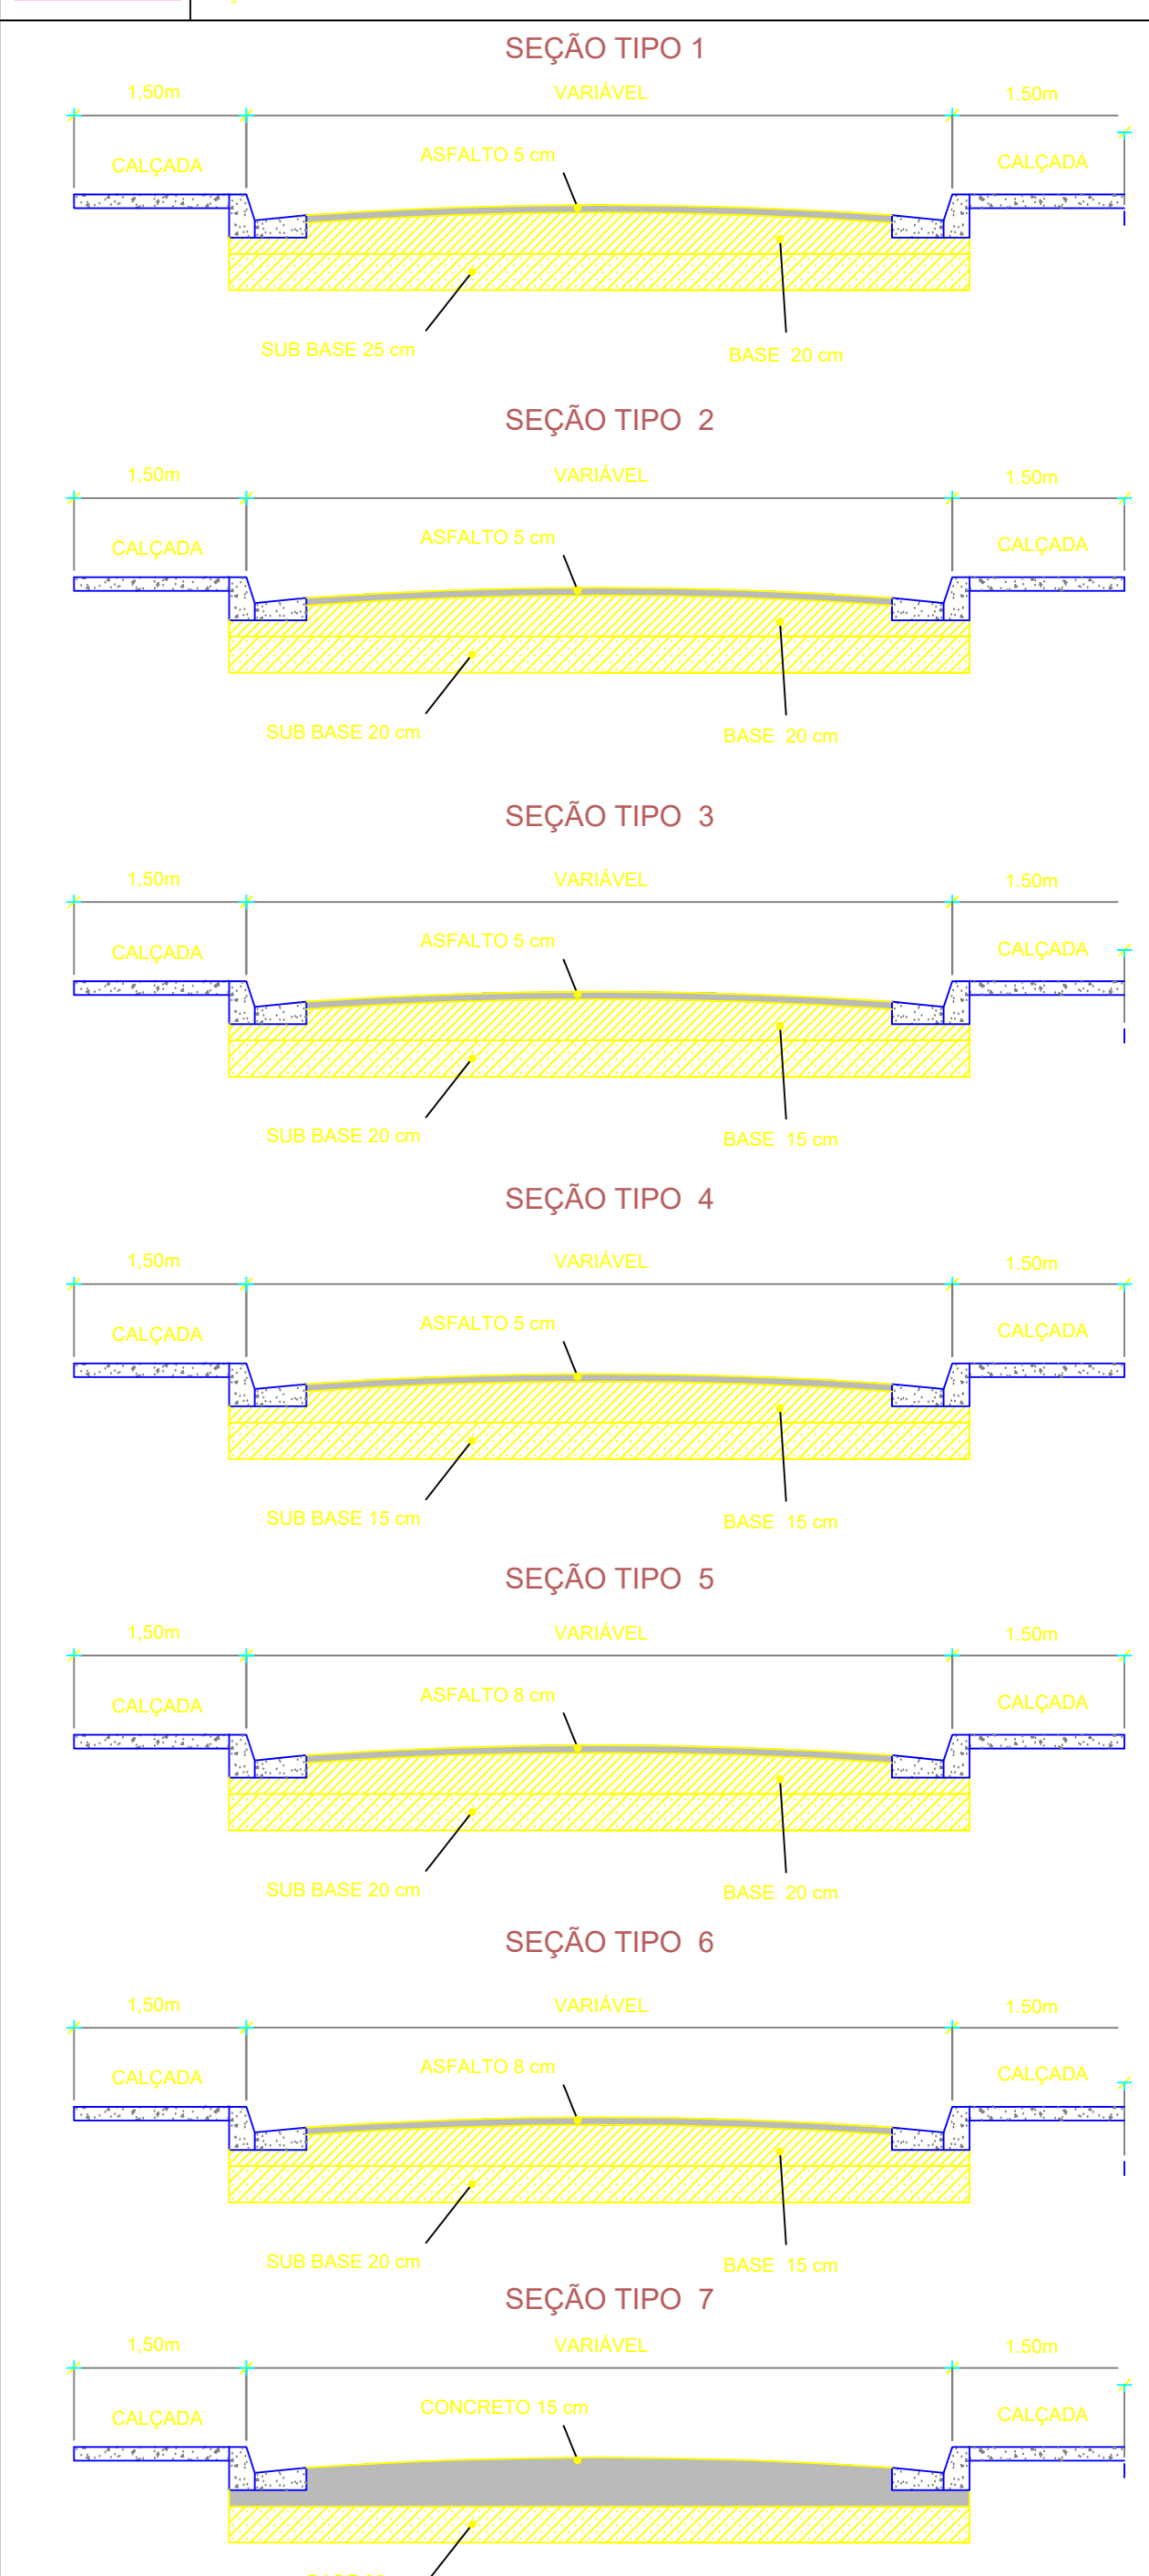 SEÇÃO TIPO 1
1,50m VARIÁVEL 1.50m
CALÇADA ASFALTO 5 cm CALÇADA
SUB BASE 25 cm BASE 20 cm
SEÇÃO TIPO 2
1,50m VARIÁVEL 1.50m
CALÇADA ASFALTO 5 cm CALÇADA
SUB BASE 20 cm BASE 20 cm
SEÇÃO TIPO 3
1,50m VARIÁVEL 1.50m
CALÇADA ASFALTO 5 cm CALÇADA
SUB BASE 20 cm BASE 15 cm
SEÇÃO TIPO 4
1,50m VARIÁVEL 1.50m
CALÇADA ASFALTO 5 cm CALÇADA
SUB BASE 15 cm BASE 15 cm
SEÇÃO TIPO 5
1,50m VARIÁVEL 1.50m
CALÇADA ASFALTO 8 cm CALÇADA
SUB BASE 20 cm BASE 20 cm
SEÇÃO TIPO 6
1,50m VARIÁVEL 1.50m
CALÇADA ASFALTO 8 cm CALÇADA
SUB BASE 20 cm BASE 15 cm
SEÇÃO TIPO 7
1,50m VARIÁVEL 1.50m
CALÇADA CONCRETO 15 cm CALÇADA